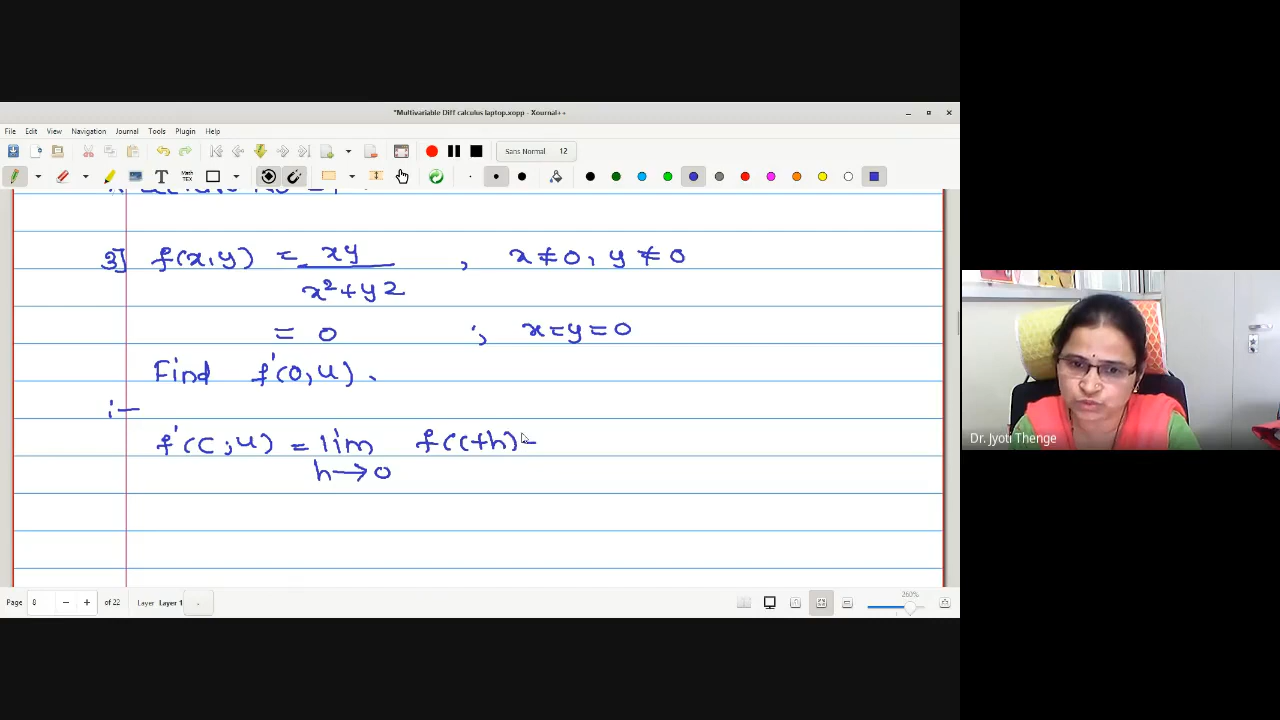 *Multivariable Diff calculus laptop.xopp - Xournal++
File Edit View Navigation Journal Tools Plugin Help
Sans Normal 12
3] f(x,y) = xy / x²+y2 , x≠0, y≠0
= 0 ; x=y=0
Find f'(0,u).
:-
f'(C;u) = lim f(C+h)-
h→0
Page 8 of 22 Layer Layer 1 260%
Dr. Jyoti Thenge